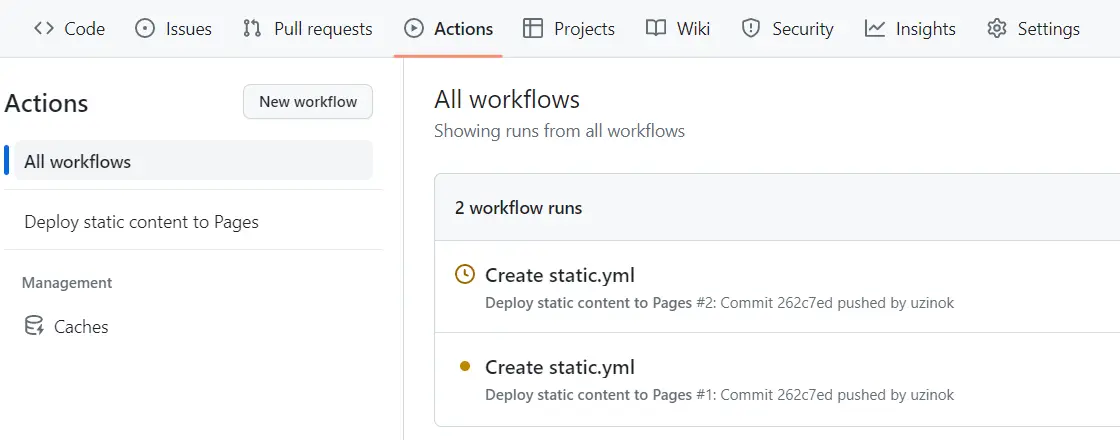 Code Issues Pull requests Actions Projects Wiki Security Insights Settings
Actions New workflow
All workflows
Deploy static content to Pages
Management
Caches
All workflows
Showing runs from all workflows
2 workflow runs
Create static.yml
Deploy static content to Pages #2: Commit 262c7ed pushed by uzinok
Create static.yml
Deploy static content to Pages #1: Commit 262c7ed pushed by uzinok